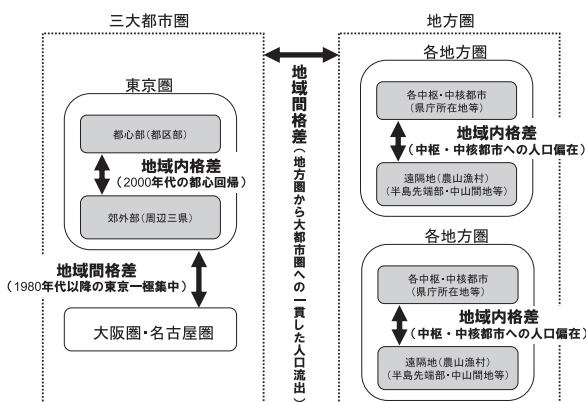 三大都市圏
東京圏
都心部(都区部)
地域内格差
(2000年代の都心回帰)
郊外部(周辺三県)
地域間格差
(1980年代以降の東京一極集中)
大阪圏・名古屋圏
地域間格差(地方圏から大都市圏への一貫した人口流出)
地方圏
各地方圏
各中枢・中核都市
(県庁所在地等)
地域内格差
(中枢・中核都市への人口偏在)
遠隔地(農山漁村)
(半島先端部・中山間地等)
各地方圏
各中枢・中核都市
(県庁所在地等)
地域内格差
(中枢・中核都市への人口偏在)
遠隔地(農山漁村)
(半島先端部・中山間地等)